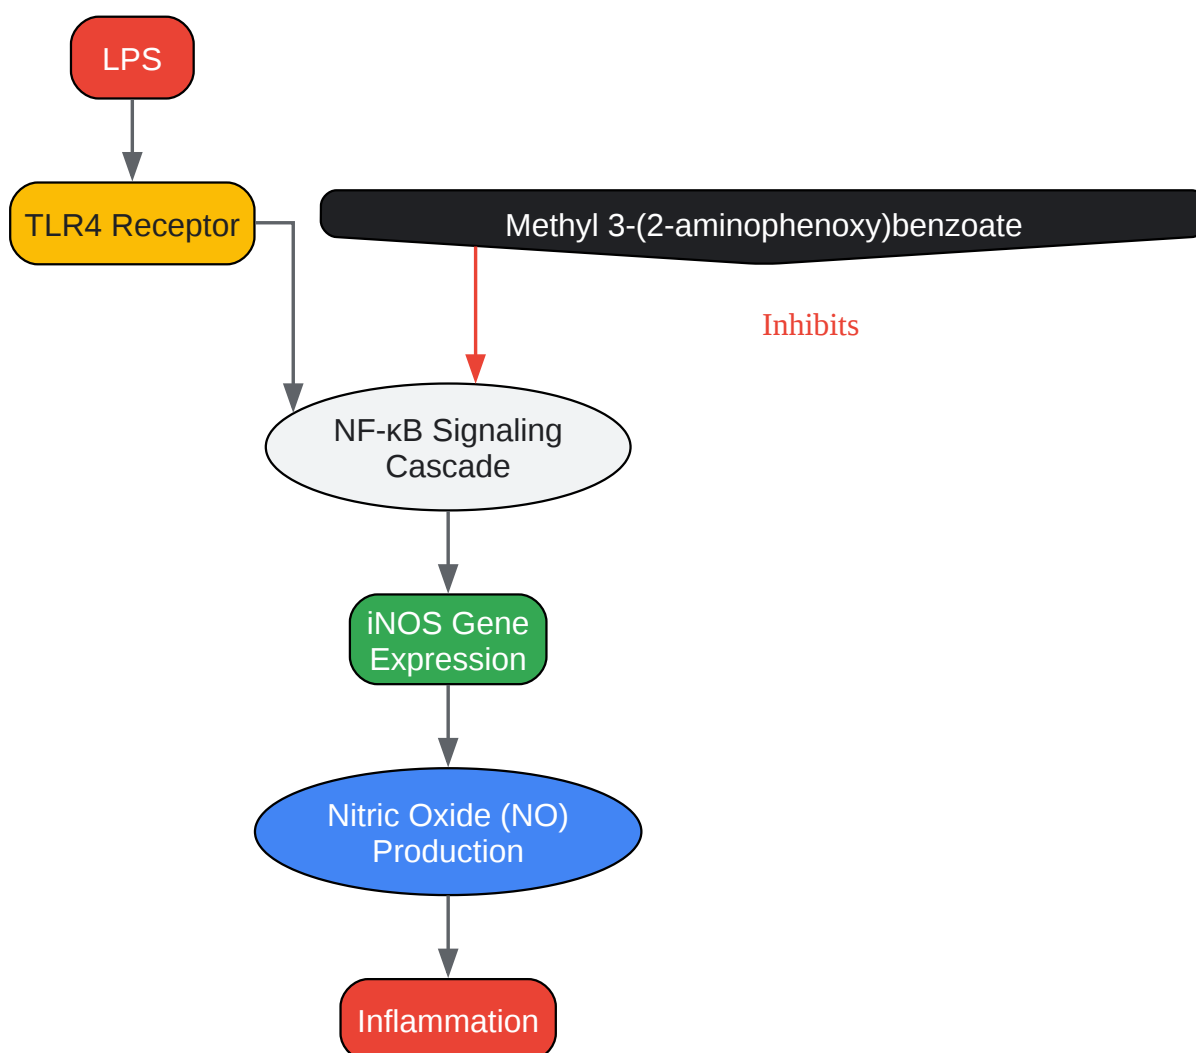 LPS
TLR4 Receptor
Methyl 3-(2-aminophenoxy)benzoate
Inhibits
NF-κB Signaling
Cascade
iNOS Gene
Expression
Nitric Oxide (NO)
Production
Inflammation